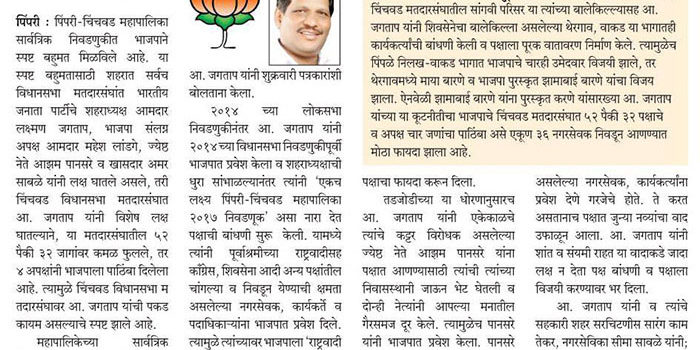 पिंपरी : पिंपरी-चिंचवड महापालिका
सार्वत्रिक निवडणुकीत भाजपाने
स्पष्ट बहुमत मिळविले आहे. या
स्पष्ट बहुमतासाठी शहरात सर्वच
विधानसभा मतदारसंघांत भारतीय
जनता पार्टीचे शहराध्यक्ष आमदार
लक्ष्मण जगताप, भाजपा संलग्न
अपक्ष आमदार महेश लांडगे, ज्येष्ठ
नेते आझम पानसरे व खासदार अमर
साबळे यांनी लक्ष घातले असले, तरी
चिंचवड विधानसभा मतदारसंघात
आ. जगताप यांनी विशेष लक्ष
घातल्याने, या मतदारसंघातील ५२
पैकी ३२ जागांवर कमळ फुलले, तर
४ अपक्षांनी भाजपाला पाठिंबा दिलेला
आहे. त्यामुळे चिंचवड विधानसभा म
तदारसंघावर आ. जगतापांची पकड
कायम असल्याचे स्पष्ट झाले आहे.
महापालिकेच्या सार्वत्रिक
आ. जगताप यांनी शुक्रवारी पत्रकारांशी
बोलताना केला.
२०१४ च्या लोकसभा
निवडणुकीनंतर आ. जगताप यांनी
२०१४च्या विधानसभा निवडणुकीपूर्वी
भाजपात प्रवेश केला व शहराध्यक्षाची
धुरा सांभाळल्यानंतर त्यांनी 'एकच
लक्ष्य पिंपरी-चिंचवड महापालिका
२०१७ निवडणूक' असा नारा देत
पक्षाची बांधणी सुरू केली. यामध्ये
त्यांनी पूर्वाश्रमीच्या राष्ट्रवादीसह
काँग्रेस, शिवसेना आदी अन्य पक्षांतील
चांगल्या व निवडून येण्याची क्षमता
असलेल्या नगरसेवक, कार्यकर्ते व
पदाधिकाऱ्यांना भाजपात प्रवेश दिले.
त्यामुळे त्यांच्यावर भाजपाला 'राष्ट्रवादी
चिंचवड मतदारसंघातील सांगवी परिसर या त्यांच्या बालेकिल्ल्यासह आ.
जगताप यांनी शिवसेनेचा बालेकिल्ला असलेल्या थेरगाव, वाकड या भागातही
कार्यकर्त्यांची बांधणी केली व पक्षाला पूरक वातावरण निर्माण केले. त्यामुळेच
पिंपळे निलख-वाकड भागात भाजपाचे चारही उमेदवार विजयी झाले, तर
थेरगावमध्ये माया बारणे व भाजपा पुरस्कृत झामाबाई बारणे यांचा विजय
झाला. ऐनवेळी झामाबाई बारणे यांना पुरस्कृत करणे यांसारख्या आ. जगताप
यांच्या या कूटनीतीचा भाजपाचे चिंचवड मतदारसंघात ५२ पैकी ३२ पक्षाचे
व अपक्ष चार जणांचा पाठिंबा असे एकूण ३६ नगरसेवक निवडून आणण्यात
मोठा फायदा झाला आहे.
पक्षाचा फायदा करून दिला.
तडजोडीच्या या धोरणानुसारच
आ. जगताप यांनी एकेकाळचे
त्यांचे कट्टर विरोधक असलेल्या
ज्येष्ठ नेते आझम पानसरे यांना
पक्षात आणण्यासाठी त्यांची त्यांच्या
निवासस्थानी जाऊन भेट घेतली व
दोन्ही नेत्यांनी आपल्या मनातील
गैरसमज दूर केले. त्यामुळेच पानसरे
यांनी भाजपात प्रवेश केला. पानसरे
असलेल्या नगरसेवक, कार्यकर्त्यांना
प्रवेश देणे गरजेचे होते. ते करत
असतानाच पक्षात जुन्या नव्यांचा वाद
उफाळून आला. आ. जगताप यांनी
शांत व संयमी राहत या वादाकडे जादा
लक्ष न देता पक्ष बांधणी व पक्षाला
विजयी करण्यावर भर दिला.
आ. जगताप यांनी व त्यांचे
सहकारी शहर सरचिटणीस सारंग काम
तेकर, नगरसेविका सीमा सावळे यांनी;